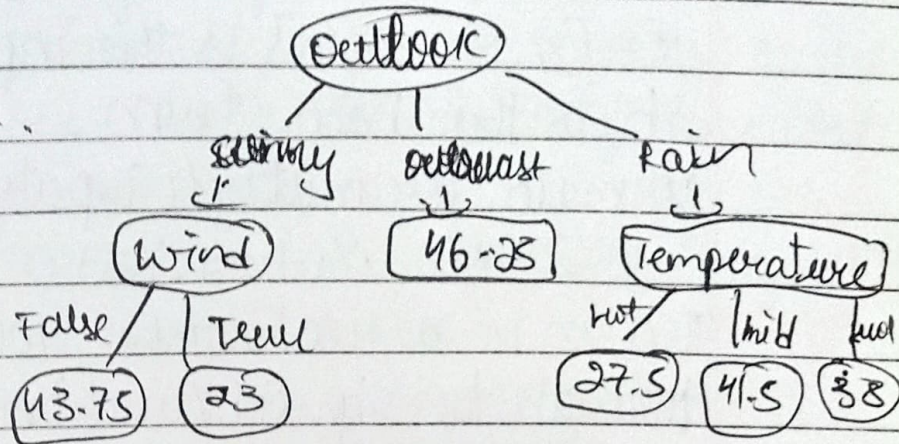 Outlook
Sunny Outcast Rain
Wind 46-25 Temperature
False True hot mild
43.75 23 27.5 41.5 38